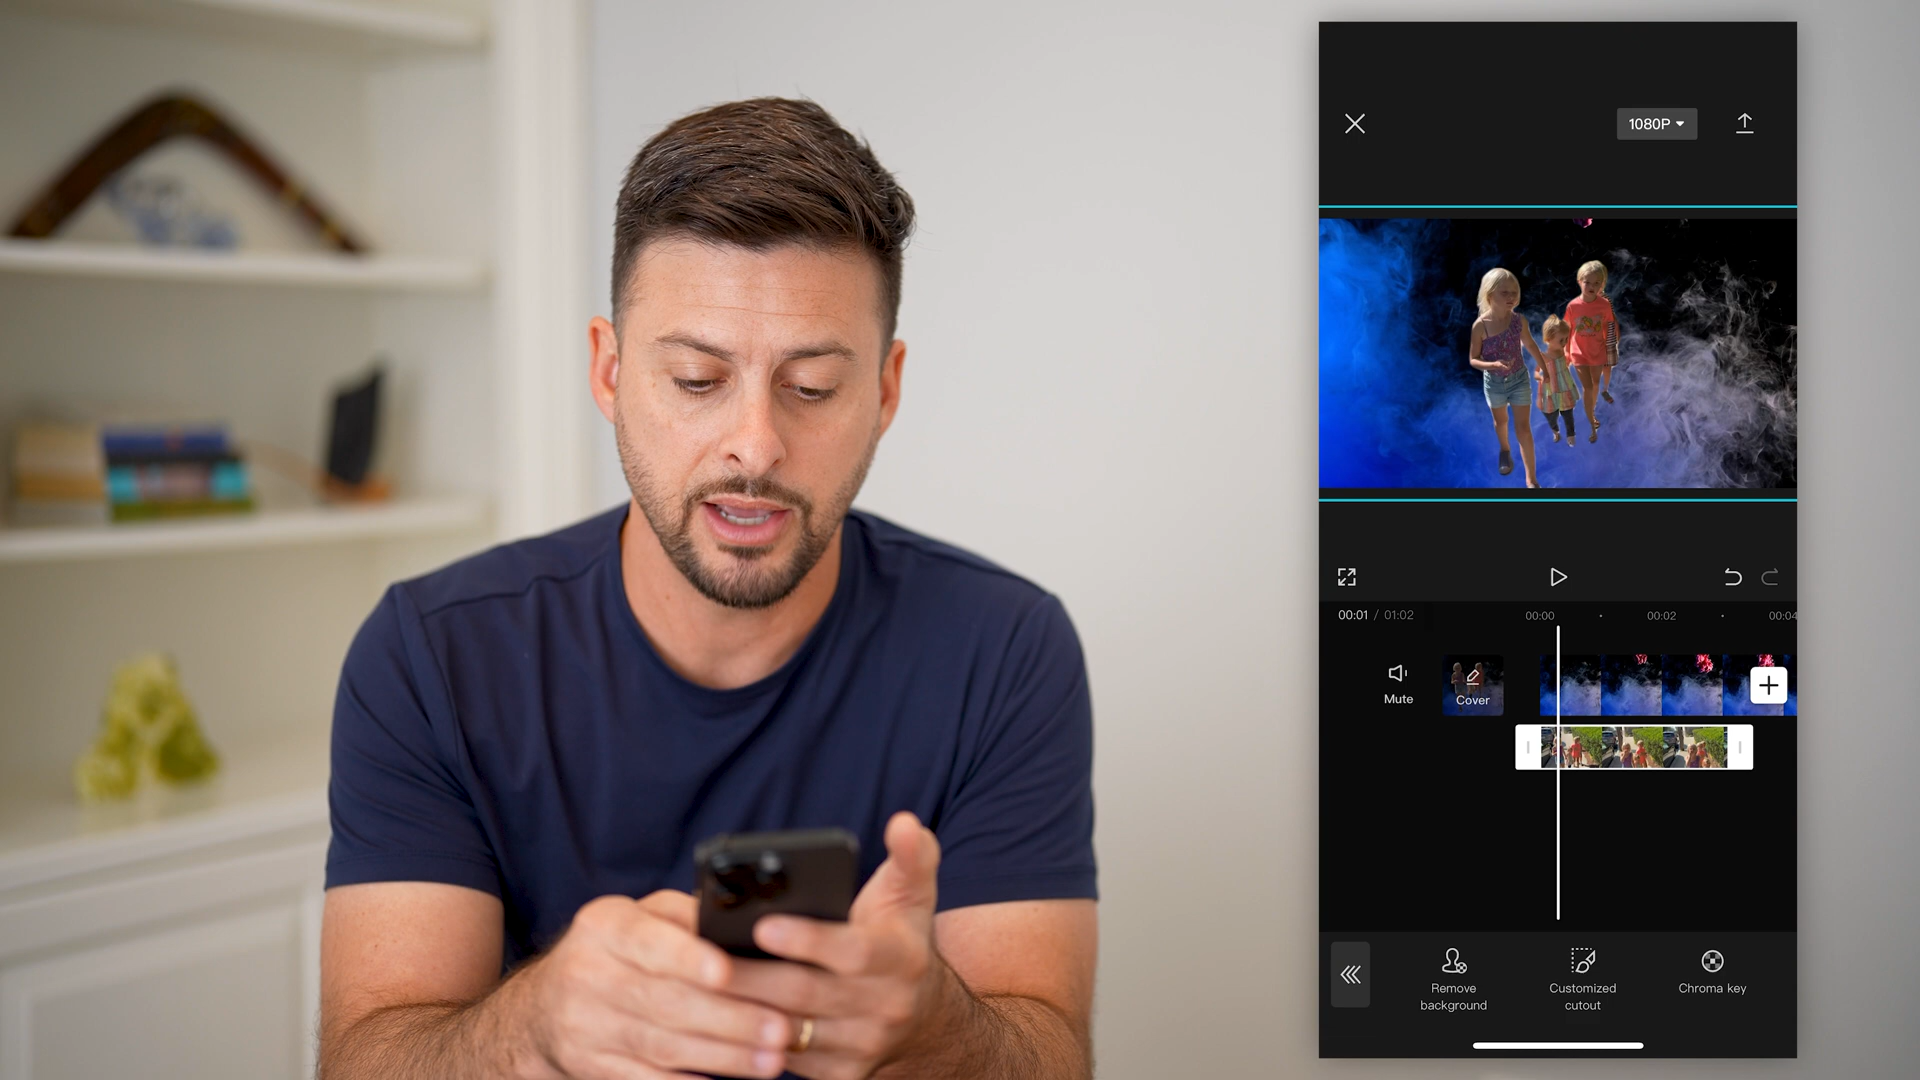 1080P
00:01 / 01:02
00:00
00:02
00:04
Mute
Cover
Remove
background
Customized
cutout
Chroma key